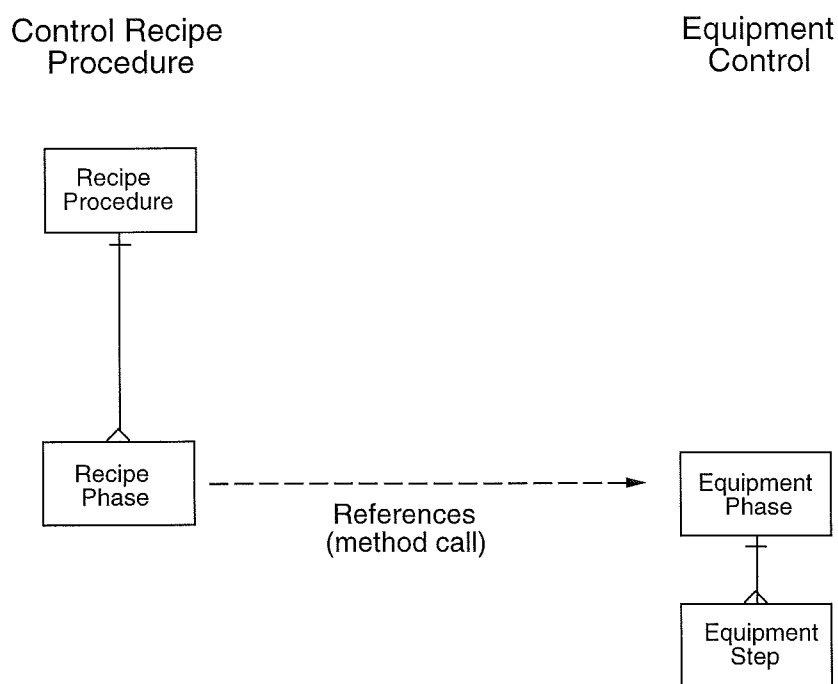 Control Recipe
Procedure
Equipment
Control
Recipe
Procedure
Recipe
Phase
References
(method call)
Equipment
Phase
Equipment
Step